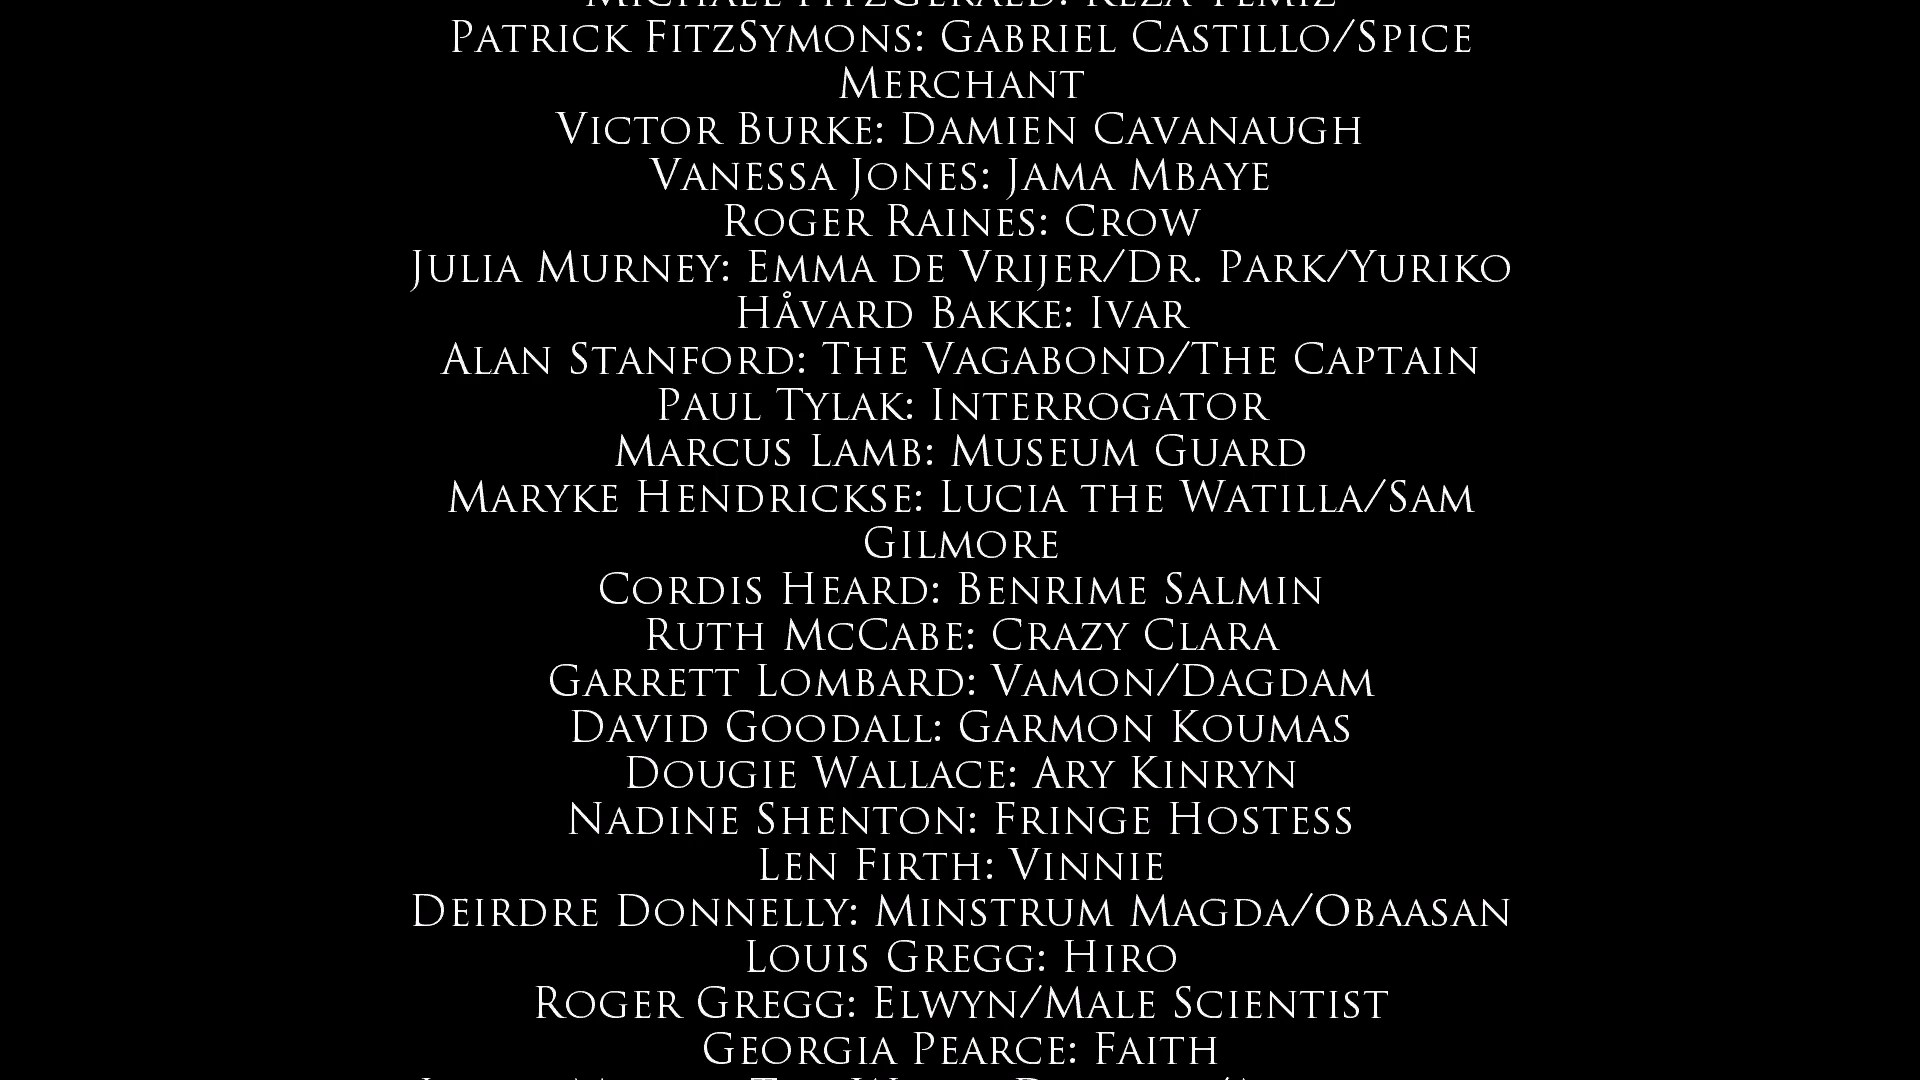 Michael FitzGerald: Reza Temiz
Patrick FitzSymons: Gabriel Castillo/Spice
Merchant
Victor Burke: Damien Cavanaugh
Vanessa Jones: Jama Mbaye
Roger Raines: Crow
Julia Murney: Emma de Vrijer/Dr. Park/Yuriko
Håvard Bakke: Ivar
Alan Stanford: The Vagabond/The Captain
Paul Tylak: Interrogator
Marcus Lamb: Museum Guard
Maryke Hendrickse: Lucia the Watilla/Sam
Gilmore
Cordis Heard: Benrime Salmin
Ruth McCabe: Crazy Clara
Garrett Lombard: Vamon/Dagdam
David Goodall: Garmon Koumas
Dougie Wallace: Ary Kinryn
Nadine Shenton: Fringe Hostess
Len Firth: Vinnie
Deirdre Donnelly: Minstrum Magda/Obaasan
Louis Gregg: Hiro
Roger Gregg: Elwyn/Male Scientist
Georgia Pearce: Faith